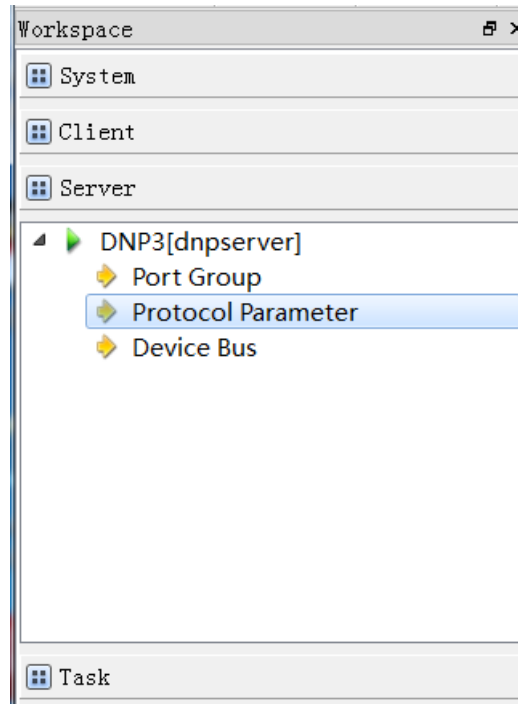 Workspace
System
Client
Server
DNP3[dnpserver]
Port Group
Protocol Parameter
Device Bus
Task